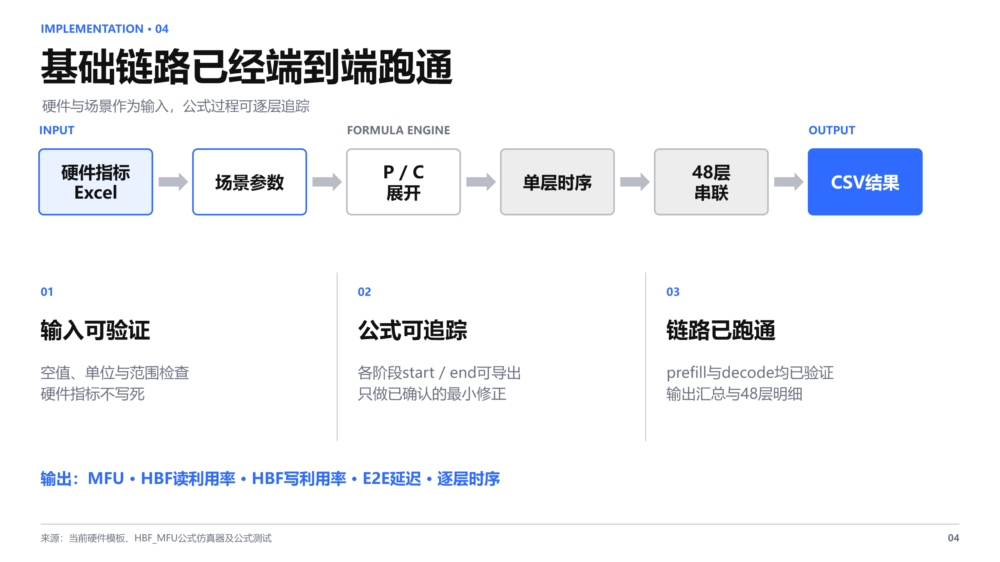 IMPLEMENTATION • 04
基础链路已经端到端跑通
硬件与场景作为输入，公式过程可逐层追踪
INPUT
FORMULA ENGINE
OUTPUT
硬件指标
Excel
场景参数
P / C
展开
单层时序
48层
串联
CSV结果
01
输入可验证
空值、单位与范围检查
硬件指标不写死
02
公式可追踪
各阶段start / end可导出
只做已确认的最小修正
03
链路已跑通
prefill与decode均已验证
输出汇总与48层明细
输出：MFU • HBF读利用率 • HBF写利用率 • E2E延迟 • 逐层时序
来源：当前硬件模板、HBF_MFU公式仿真器及公式测试
04